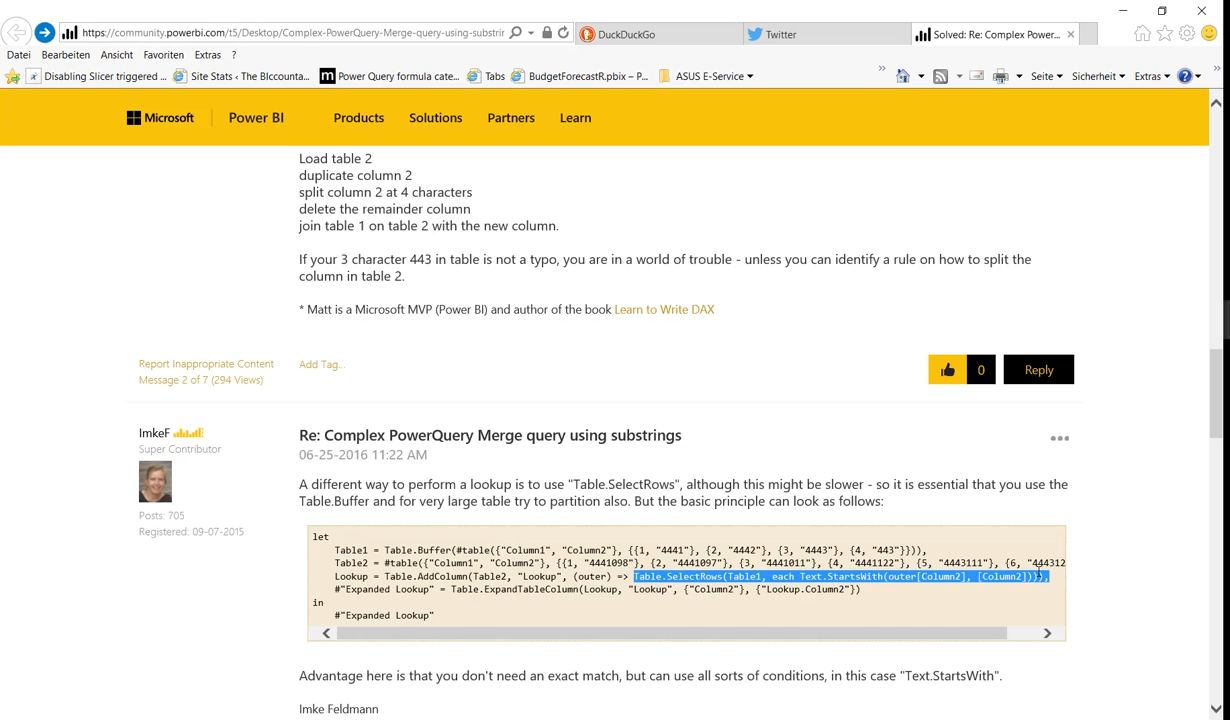 https://community.powerbi.com/t5/Desktop/Complex-PowerQuery-Merge-query-using-substrir
DuckDuckGo
Twitter
Solved: Re: Complex Power...
Datei Bearbeiten Ansicht Favoriten Extras ?
Disabling Slicer triggered ... Site Stats ‹ The BIccounta... Power Query formula cate... Tabs BudgetForecastR.pbix – P... ASUS E-Service
Seite Sicherheit Extras
Microsoft Power BI Products Solutions Partners Learn
Load table 2
duplicate column 2
split column 2 at 4 characters
delete the remainder column
join table 1 on table 2 with the new column.
If your 3 character 443 in table is not a typo, you are in a world of trouble - unless you can identify a rule on how to split the
column in table 2.
* Matt is a Microsoft MVP (Power BI) and author of the book Learn to Write DAX
Report Inappropriate Content
Message 2 of 7 (294 Views)
Add Tag...
0
Reply
ImkeF
Super Contributor
Posts: 705
Registered: 09-07-2015
Re: Complex PowerQuery Merge query using substrings
06-25-2016 11:22 AM
A different way to perform a lookup is to use "Table.SelectRows", although this might be slower - so it is essential that you use the
Table.Buffer and for very large table try to partition also. But the basic principle can look as follows:
let
Table1 = Table.Buffer(#table({"Column1", "Column2"}, {{1, "4441"}, {2, "4442"}, {3, "4443"}, {4, "443"}})),
Table2 = #table({"Column1", "Column2"}, {{1, "4441098"}, {2, "4441097"}, {3, "4441011"}, {4, "4441122"}, {5, "4443111"}, {6, "444312
Lookup = Table.AddColumn(Table2, "Lookup", (outer) => Table.SelectRows(Table1, each Text.StartsWith(outer[Column2], [Column2]))),
#"Expanded Lookup" = Table.ExpandTableColumn(Lookup, "Lookup", {"Column2"}, {"Lookup.Column2"})
in
#"Expanded Lookup"
Advantage here is that you don't need an exact match, but can use all sorts of conditions, in this case "Text.StartsWith".
Imke Feldmann